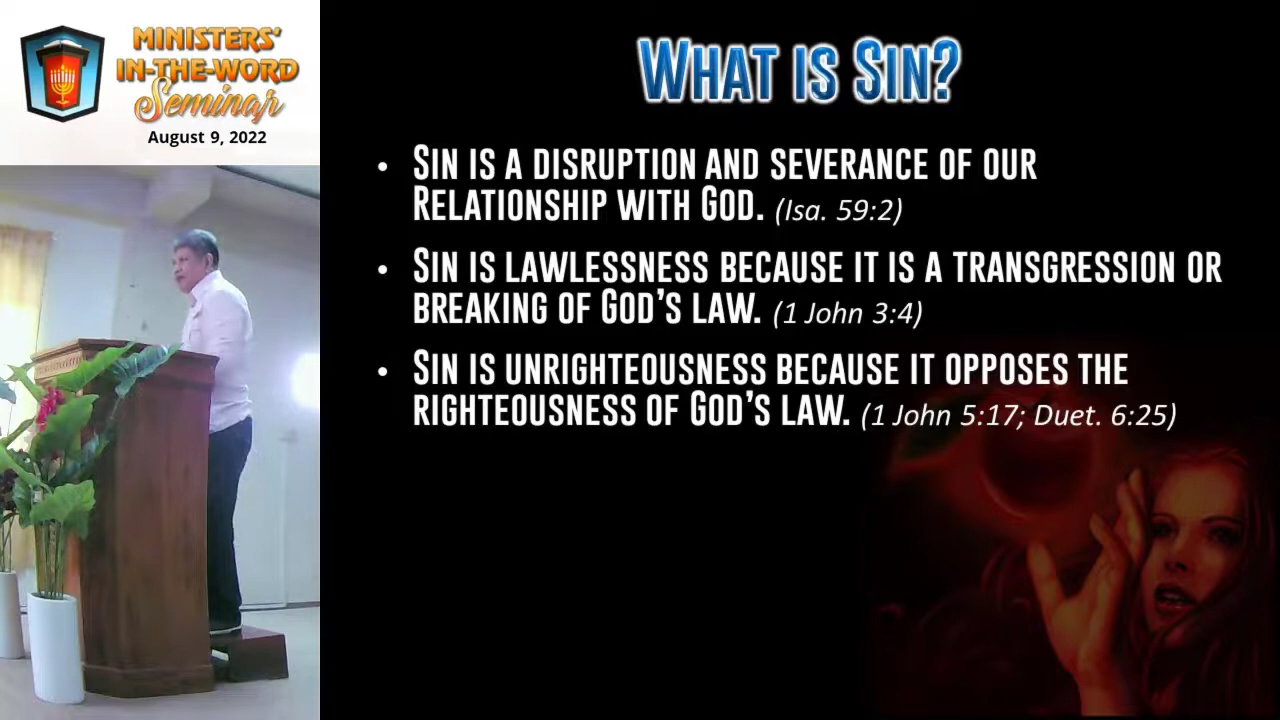 MINISTERS'
IN-THE-WORD
Seminar
August 9, 2022
WHAT IS SIN?
• SIN IS A DISRUPTION AND SEVERANCE OF OUR
RELATIONSHIP WITH GOD. (Isa. 59:2)
• SIN IS LAWLESSNESS BECAUSE IT IS A TRANSGRESSION OR
BREAKING OF GOD'S LAW. (1 John 3:4)
• SIN IS UNRIGHTEOUSNESS BECAUSE IT OPPOSES THE
RIGHTEOUSNESS OF GOD'S LAW. (1 John 5:17; Duet. 6:25)